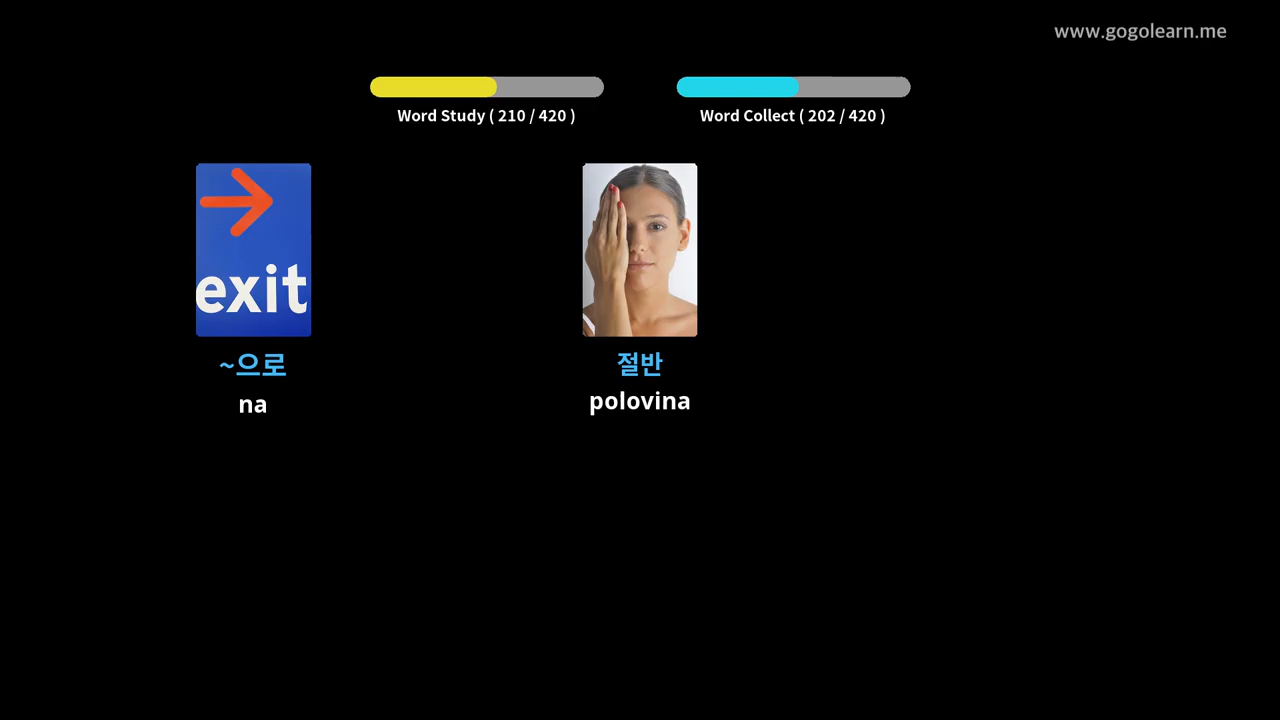 www.gogolearn.me
Word Study ( 210 / 420 )
Word Collect ( 202 / 420 )
exit
~으로
na
절반
polovina